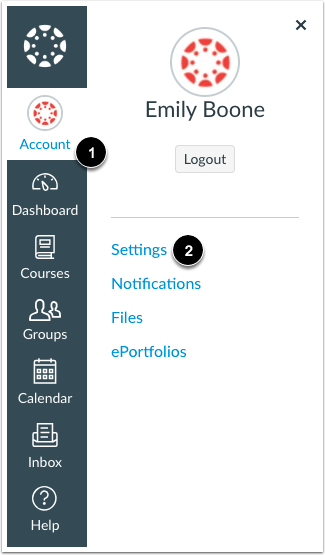 Emily Boone
Logout
Account
1
Dashboard
Courses
Groups
Calendar
Inbox
Help
Settings
2
Notifications
Files
ePortfolios